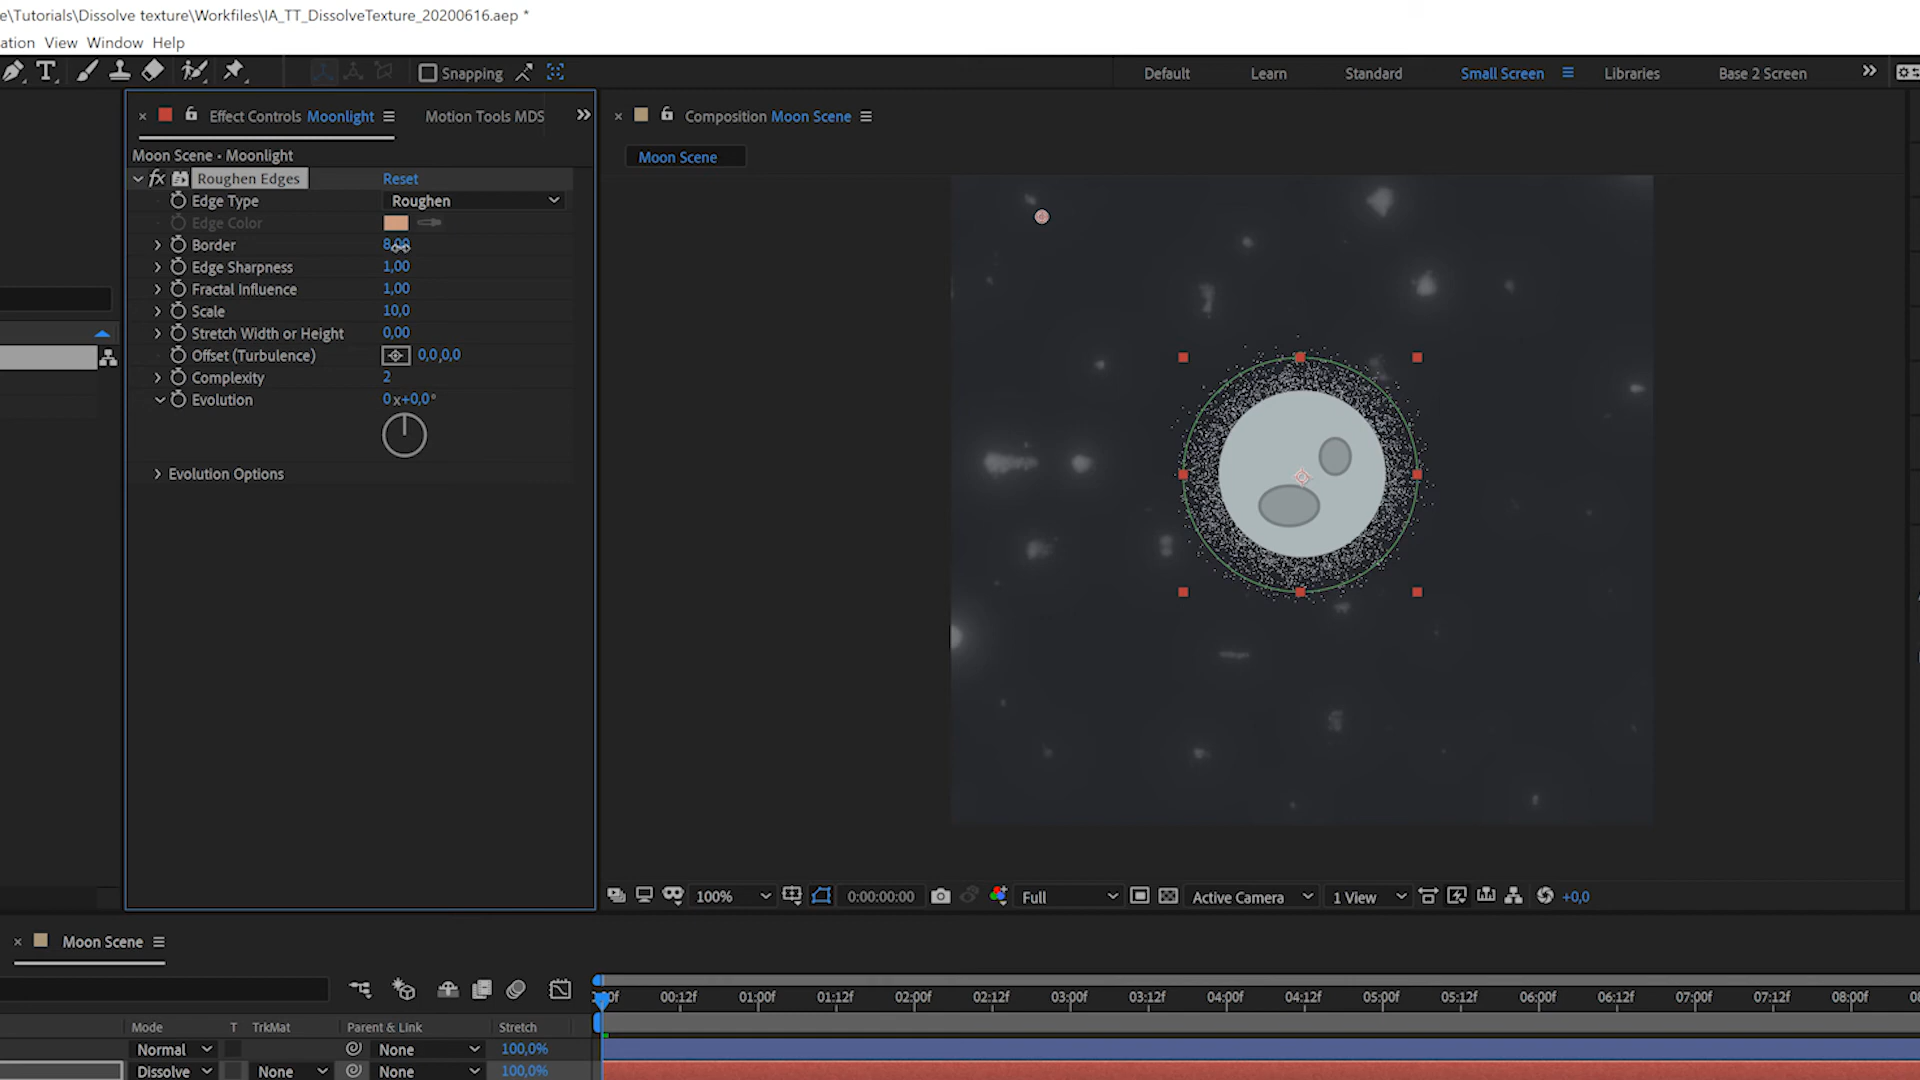 e\Tutorials\Dissolve texture\Workfiles\IA_TT_DissolveTexture_20200616.aep *
ation View Window Help
T Snapping Default Learn Standard Small Screen Libraries Base 2 Screen
Effect Controls Moonlight Motion Tools MDS
Composition Moon Scene
Moon Scene • Moonlight
Moon Scene
fx Roughen Edges Reset
Edge Type Roughen
Edge Color
Border 8,00
Edge Sharpness 1,00
Fractal Influence 1,00
Scale 10,0
Stretch Width or Height 0,00
Offset (Turbulence) 0,0,0,0
Complexity 2
Evolution 0x+0,0°
Evolution Options
100% 0:00:00:00 Full Active Camera 1 View +0,0
Moon Scene
00f 00:12f 01:00f 01:12f 02:00f 02:12f 03:00f 03:12f 04:00f 04:12f 05:00f 05:12f 06:00f 06:12f 07:00f 07:12f 08:00f
Mode T TrkMat Parent & Link Stretch
Normal None 100,0%
Dissolve None None 100,0%